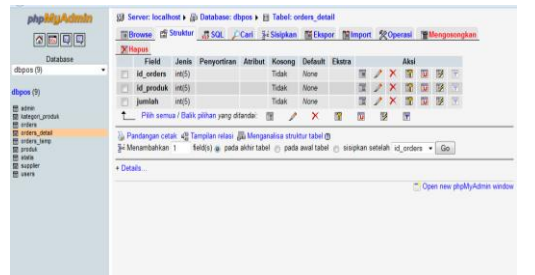 phpMyAdmin
Database
dbpos (9)
dbpos (9)
admin
kategori_produk
orders
orders_detail
orders_temp
produk
statis
supplier
users
Server: localhost ▸ Database: dbpos ▸ Tabel: orders_detail
Browse Struktur SQL Cari Sisipkan Ekspor Import Operasi Mengosongkan
Hapus
Field Jenis Penyortiran Atribut Kosong Default Ekstra Aksi
id_orders int(5) Tidak None
id_produk int(5) Tidak None
jumlah int(5) Tidak None
Pilih semua / Balik pilihan yang ditandai:
Pandangan cetak Tampilan relasi Menganalisa struktur tabel
Menambahkan 1 field(s) pada akhir tabel pada awal tabel sisipkan setelah id_orders Go
+ Details...
Open new phpMyAdmin window